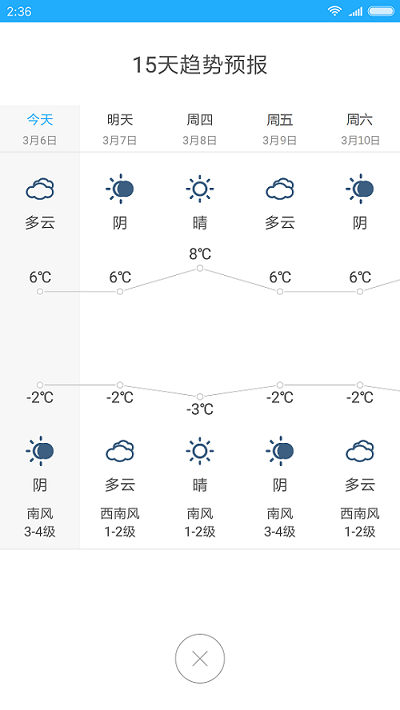 2:36
15天趋势预报
今天 明天 周四 周五 周六
3月6日 3月7日 3月8日 3月9日 3月10日
多云 阴 晴 多云 阴
6℃ 6℃ 8℃ 6℃ 6℃
-2℃ -2℃ -3℃ -2℃ -2℃
阴 多云 晴 阴 多云
南风 西南风 南风 南风 西南风
3-4级 1-2级 1-2级 3-4级 1-2级